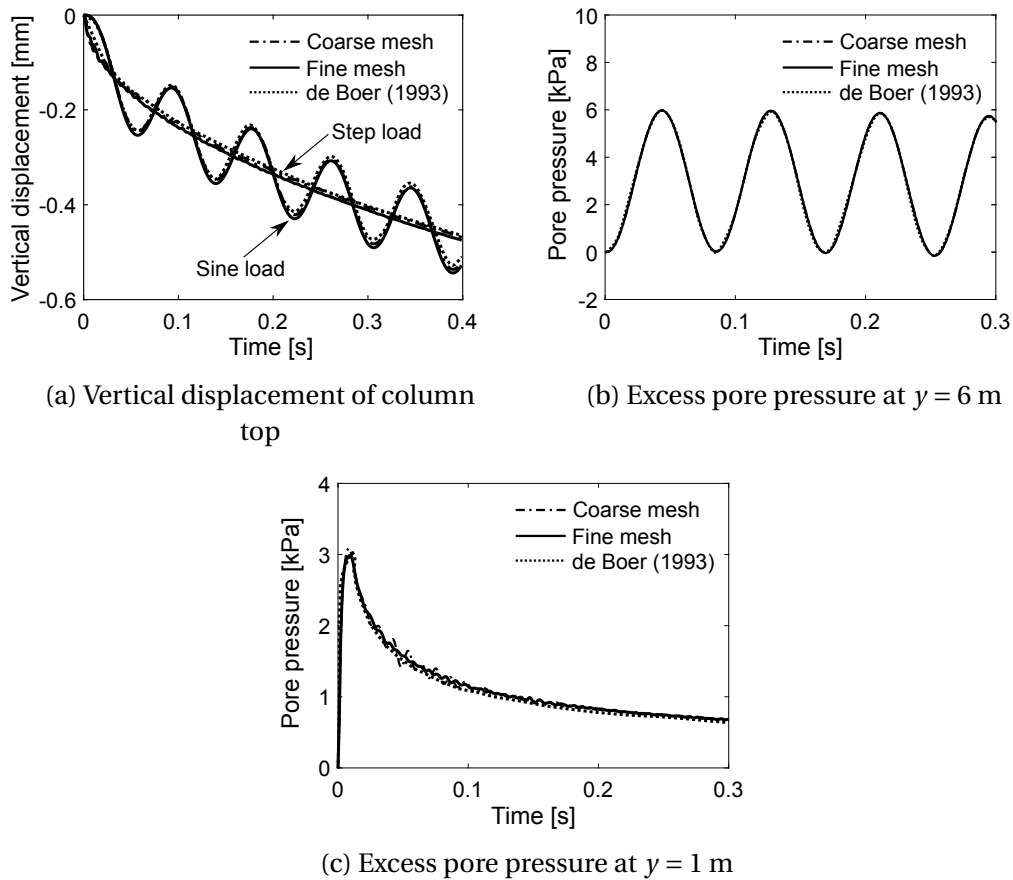 0
-0.2
-0.4
-0.6
Vertical displacement [mm]
Coarse mesh
Fine mesh
de Boer (1993)
Step load
Sine load
0 0.1 0.2 0.3 0.4
Time [s]
(a) Vertical displacement of column
top
10
8
6
4
2
0
-2
Pore pressure [kPa]
Coarse mesh
Fine mesh
de Boer (1993)
0 0.1 0.2 0.3
Time [s]
(b) Excess pore pressure at y = 6 m
4
3
2
1
0
Pore pressure [kPa]
Coarse mesh
Fine mesh
de Boer (1993)
0 0.1 0.2 0.3
Time [s]
(c) Excess pore pressure at y = 1 m